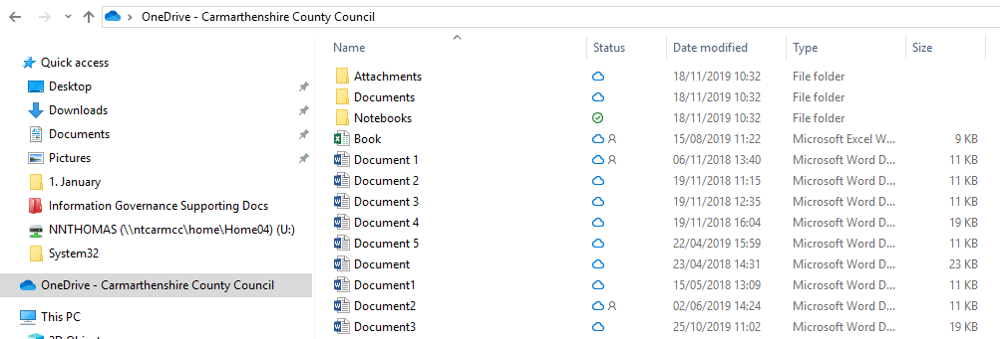 OneDrive - Carmarthenshire County Council
Quick access
Desktop
Downloads
Documents
Pictures
1. January
Information Governance Supporting Docs
NNTHOMAS (\\ntcarmcc\home\Home04) (U:)
System32
OneDrive - Carmarthenshire County Council
This PC
Name Status Date modified Type Size
Attachments 18/11/2019 10:32 File folder
Documents 18/11/2019 10:32 File folder
Notebooks 18/11/2019 10:32 File folder
Book 15/08/2019 11:22 Microsoft Excel W... 9 KB
Document 1 06/11/2018 13:40 Microsoft Word D... 11 KB
Document 2 19/11/2018 11:15 Microsoft Word D... 11 KB
Document 3 19/11/2018 12:35 Microsoft Word D... 11 KB
Document 4 19/11/2018 16:04 Microsoft Word D... 19 KB
Document 5 22/04/2019 15:59 Microsoft Word D... 11 KB
Document 23/04/2018 14:31 Microsoft Word D... 23 KB
Document1 15/05/2018 13:09 Microsoft Word D... 11 KB
Document2 02/06/2019 14:24 Microsoft Word D... 11 KB
Document3 25/10/2019 11:02 Microsoft Word D... 11 KB